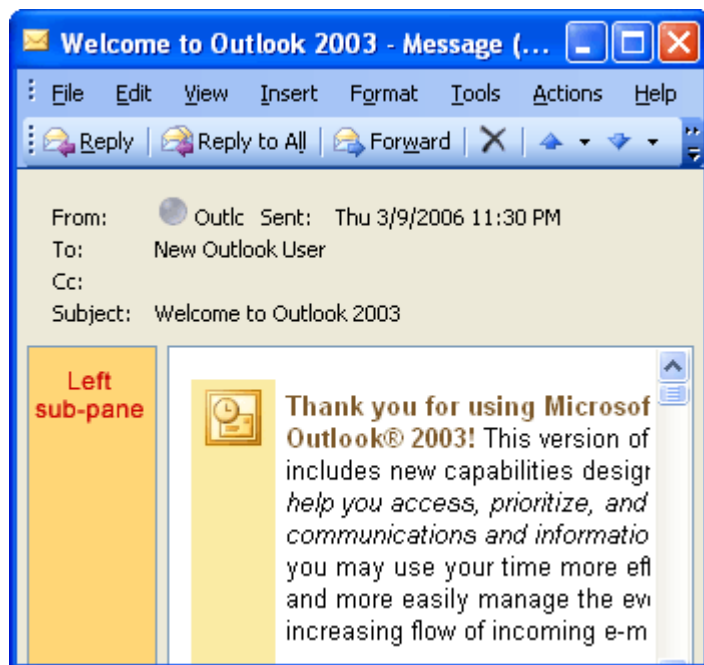 Welcome to Outlook 2003 - Message (...
File Edit View Insert Format Tools Actions Help
Reply Reply to All Forward
From: Outlc Sent: Thu 3/9/2006 11:30 PM
To: New Outlook User
Cc:
Subject: Welcome to Outlook 2003
Left
sub-pane
Thank you for using Microsof
Outlook® 2003! This version of
includes new capabilities desigr
help you access, prioritize, and
communications and informatio
you may use your time more eff
and more easily manage the eve
increasing flow of incoming e-m